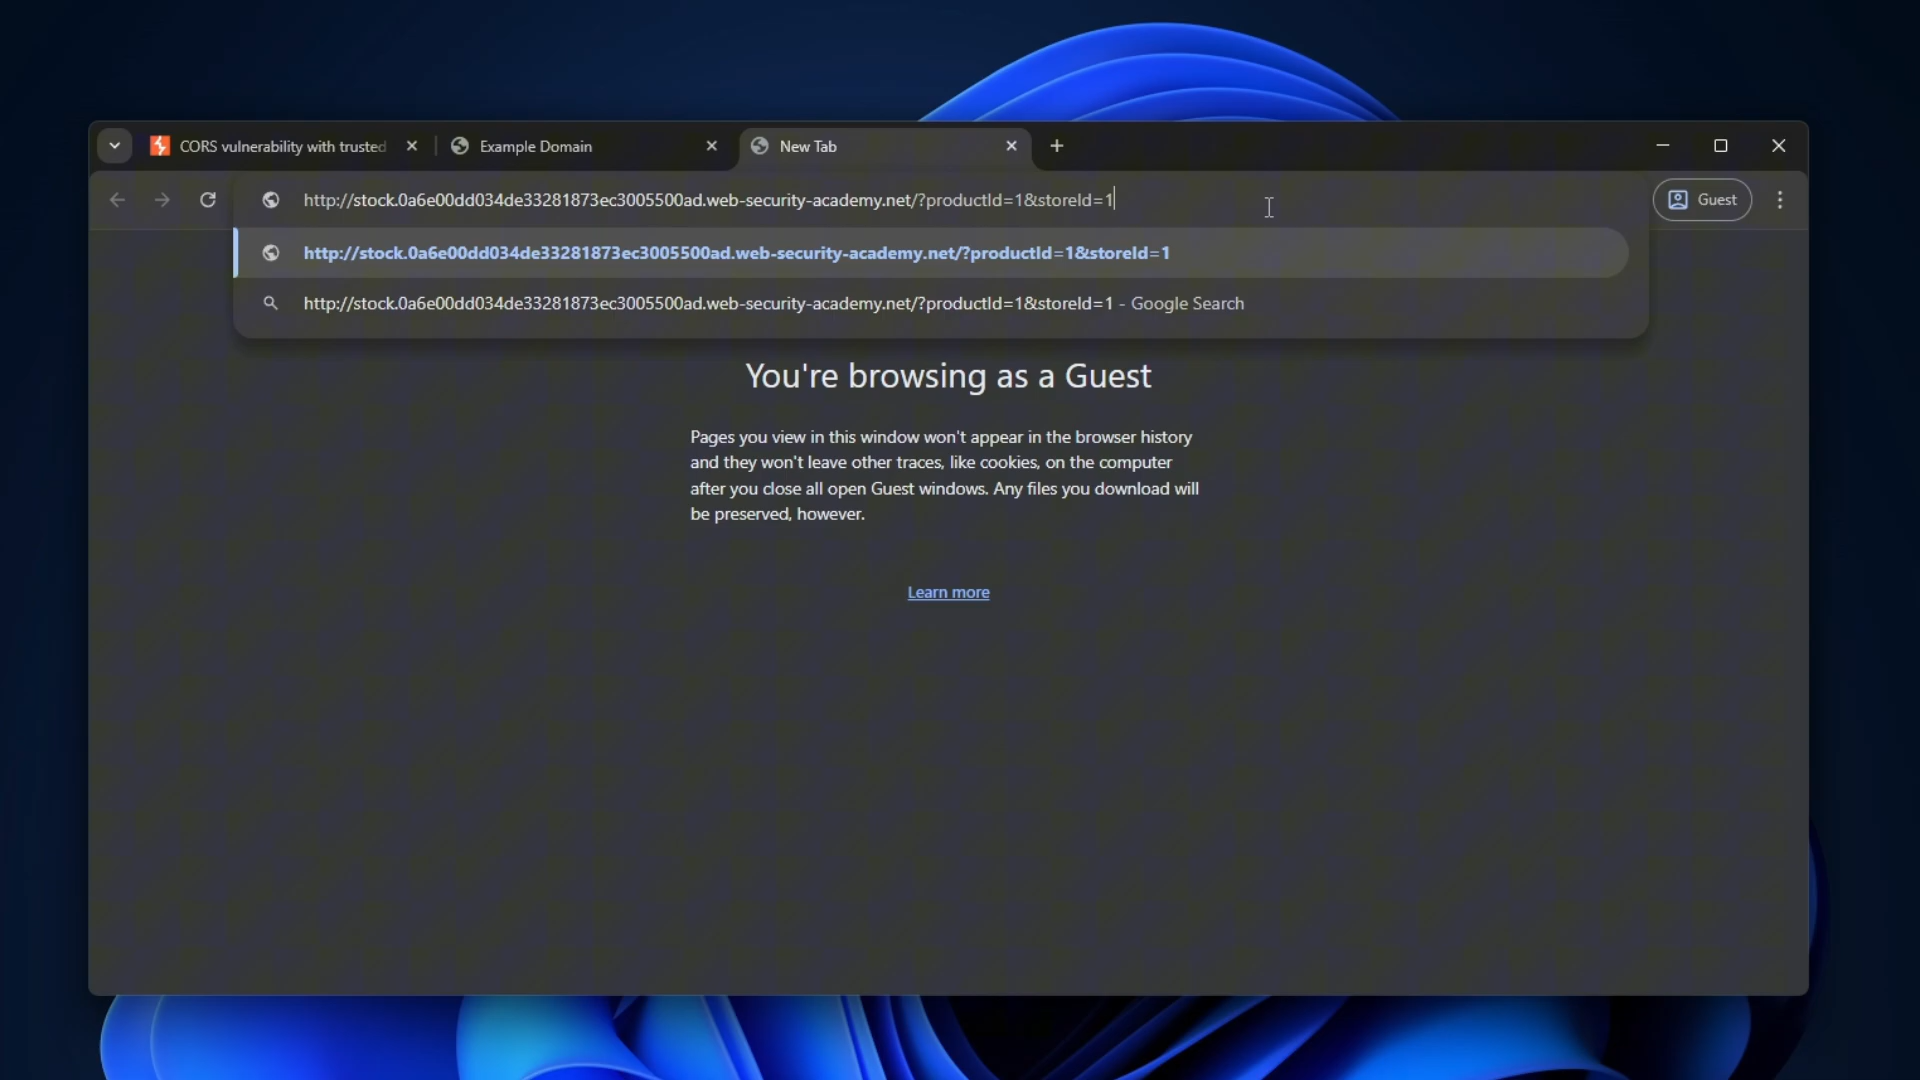 CORS vulnerability with trusted
Example Domain
New Tab
http://stock.0a6e00dd034de33281873ec3005500ad.web-security-academy.net/?productId=1&storeId=1
Guest
http://stock.0a6e00dd034de33281873ec3005500ad.web-security-academy.net/?productId=1&storeId=1
http://stock.0a6e00dd034de33281873ec3005500ad.web-security-academy.net/?productId=1&storeId=1 - Google Search
You're browsing as a Guest
Pages you view in this window won't appear in the browser history
and they won't leave other traces, like cookies, on the computer
after you close all open Guest windows. Any files you download will
be preserved, however.
Learn more